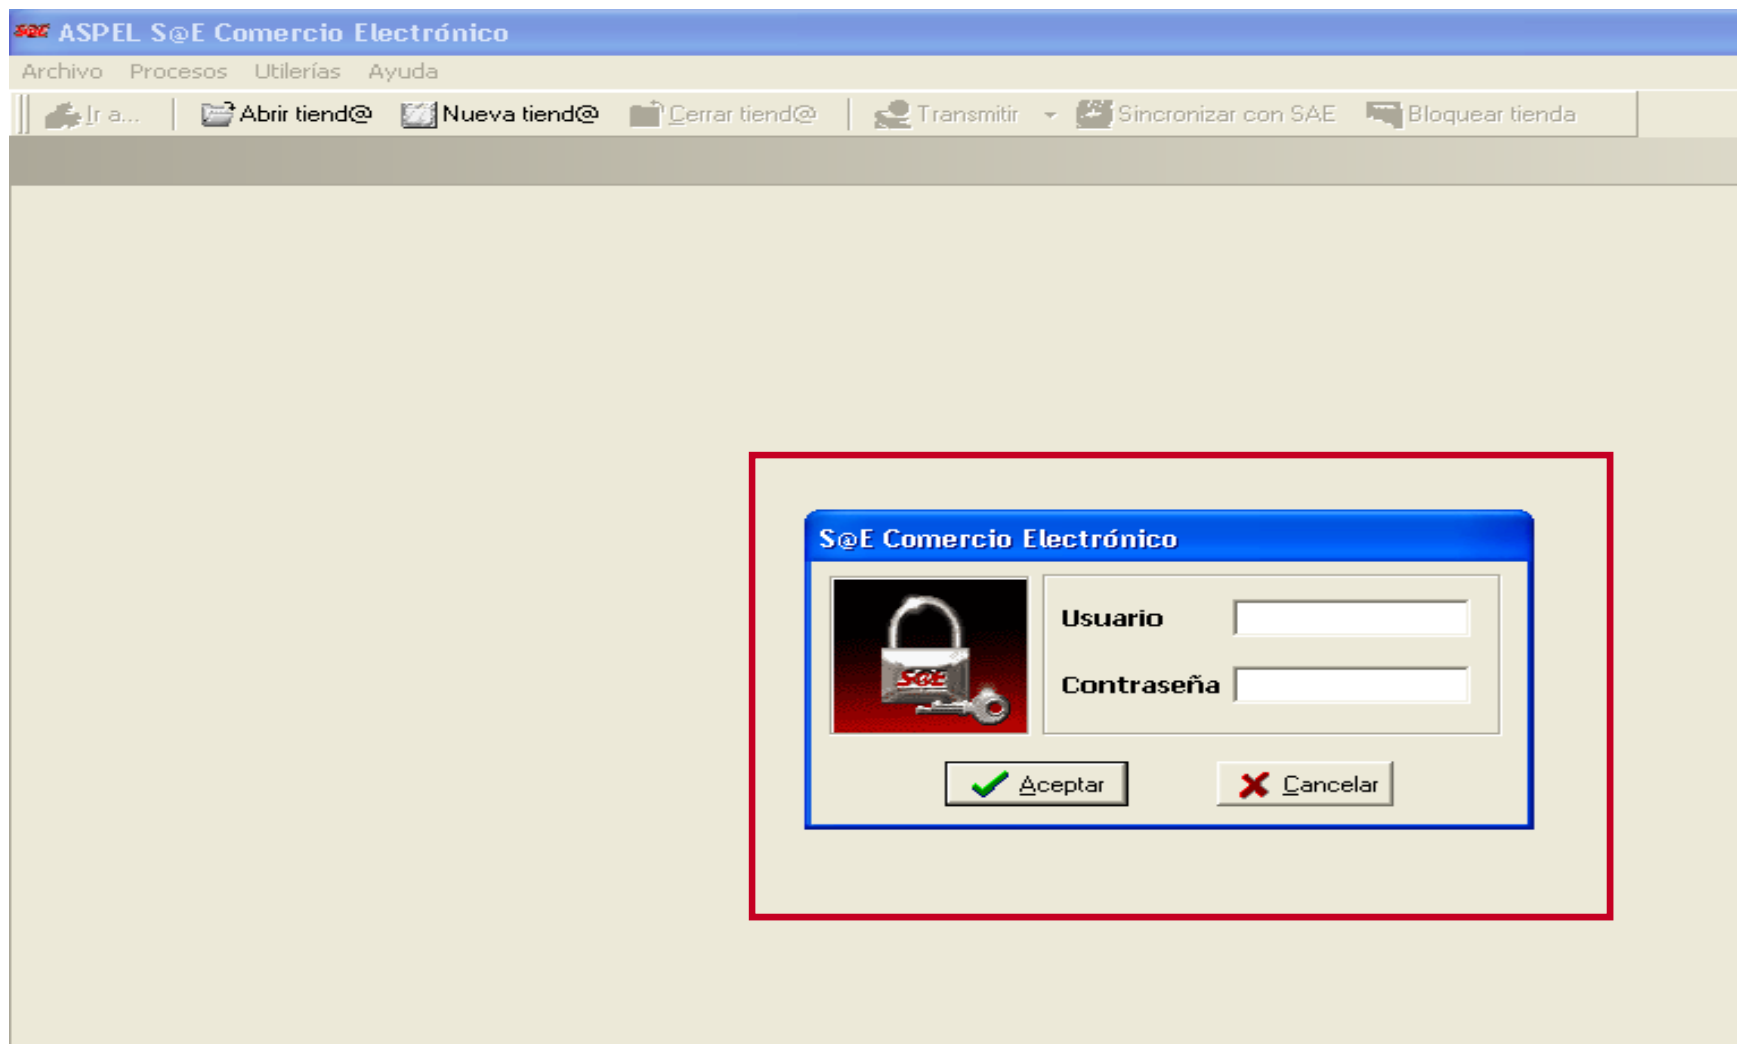 ASPEL S@E Comercio Electrónico
Archivo Procesos Utilerías Ayuda
Ir a... Abrir tiend@ Nueva tiend@ Cerrar tiend@ Transmitir Sincronizar con SAE Bloquear tienda
S@E Comercio Electrónico
Usuario
S@E
Contraseña
Aceptar Cancelar